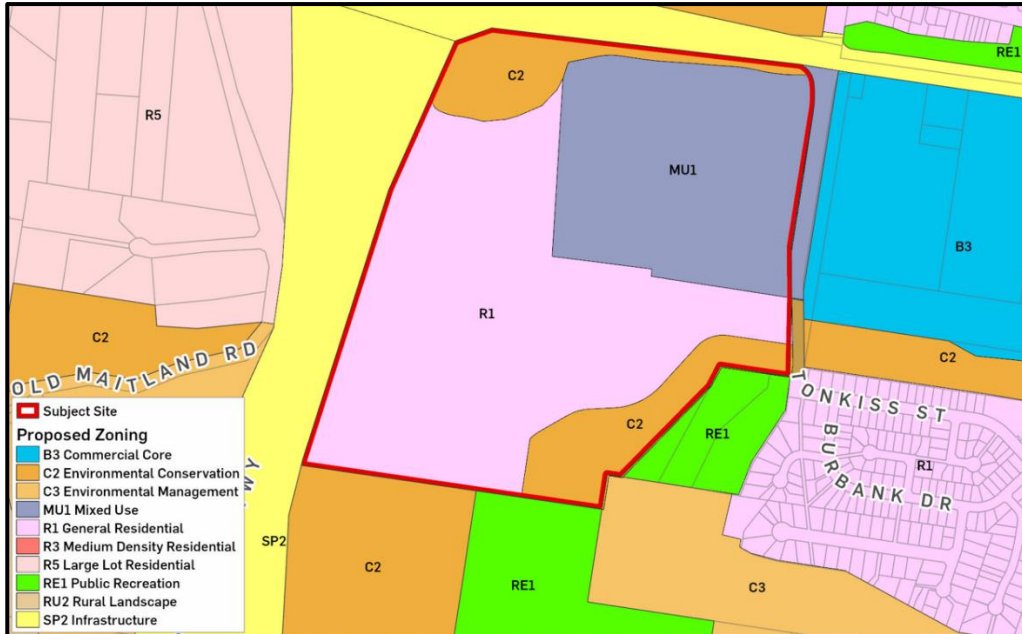 RE1
C2
R5
MU1
B3
R1
C2
OLD MAITLAND RD
C2
TONKISS ST
C2
RE1
BURBANK DR
R1
WY
SP2
C2
RE1
C3
Subject Site
Proposed Zoning
B3 Commercial Core
C2 Environmental Conservation
C3 Environmental Management
MU1 Mixed Use
R1 General Residential
R3 Medium Density Residential
R5 Large Lot Residential
RE1 Public Recreation
RU2 Rural Landscape
SP2 Infrastructure